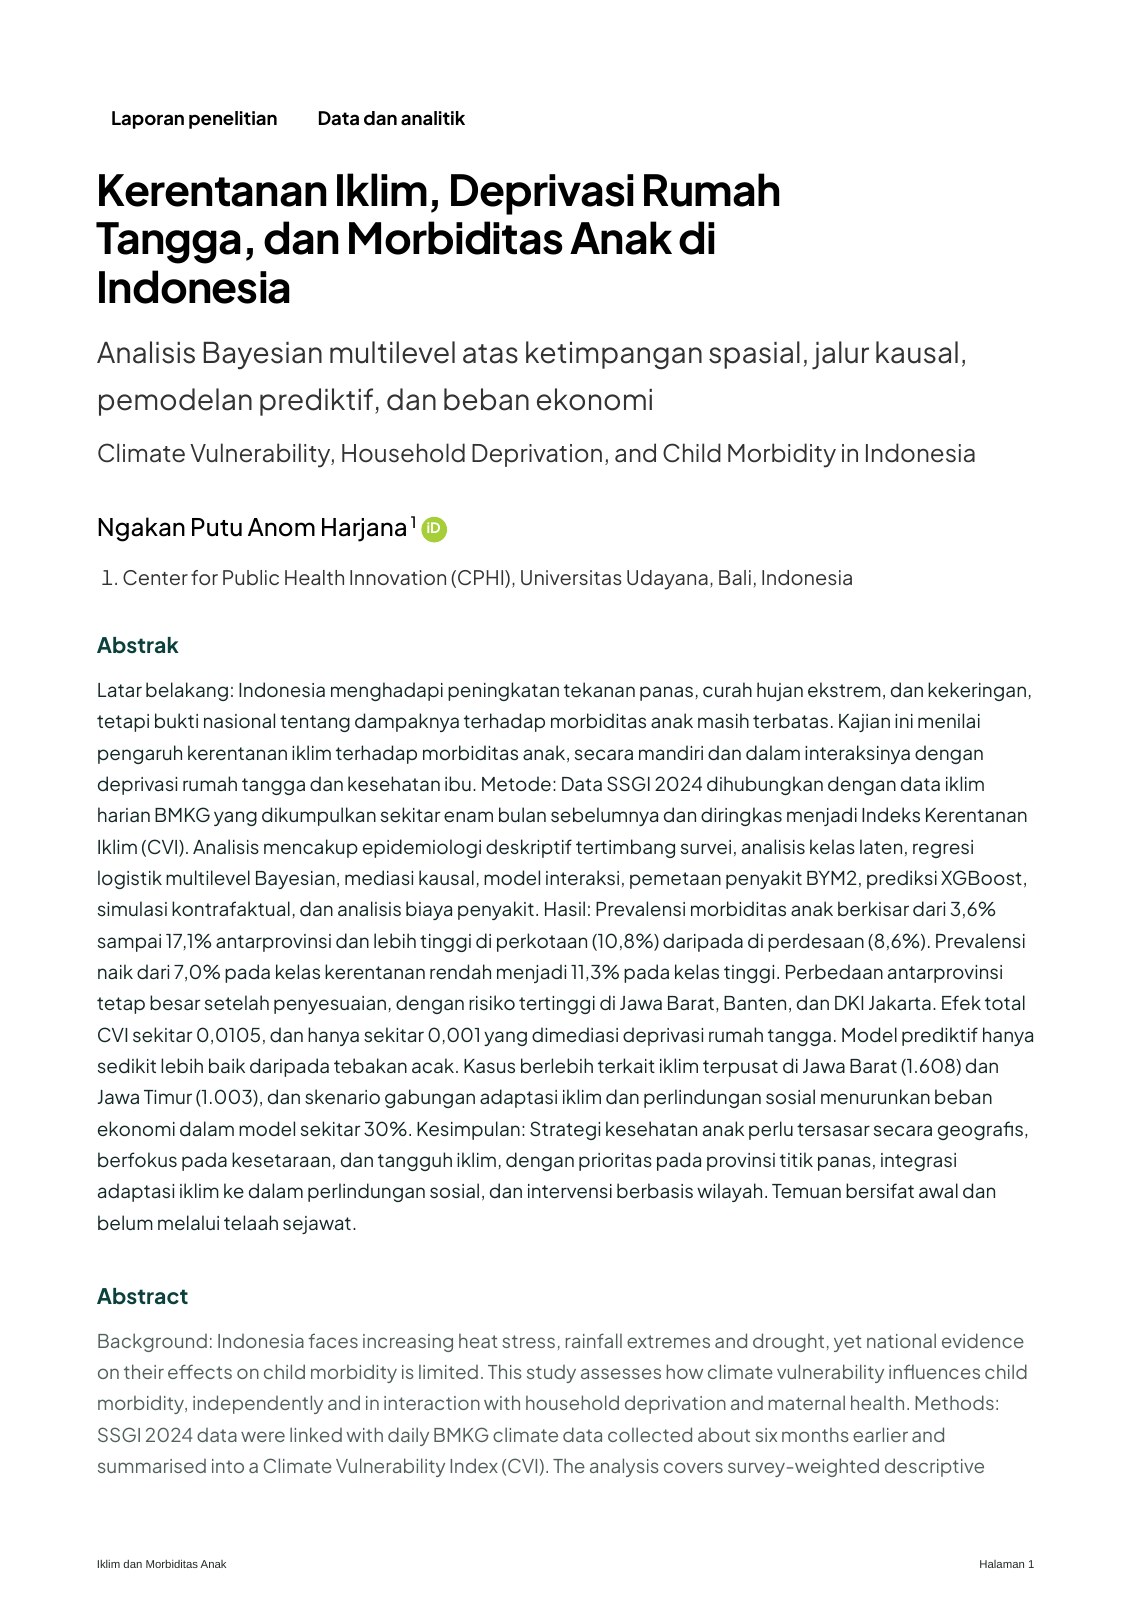 Laporan penelitian Data dan analitik
Kerentanan Iklim, Deprivasi Rumah
Tangga, dan Morbiditas Anak di
Indonesia
Analisis Bayesian multilevel atas ketimpangan spasial, jalur kausal,
pemodelan prediktif, dan beban ekonomi
Climate Vulnerability, Household Deprivation, and Child Morbidity in Indonesia
Ngakan Putu Anom Harjana 1 iD
1. Center for Public Health Innovation (CPHI), Universitas Udayana, Bali, Indonesia
Abstrak
Latar belakang: Indonesia menghadapi peningkatan tekanan panas, curah hujan ekstrem, dan kekeringan,
tetapi bukti nasional tentang dampaknya terhadap morbiditas anak masih terbatas. Kajian ini menilai
pengaruh kerentanan iklim terhadap morbiditas anak, secara mandiri dan dalam interaksinya dengan
deprivasi rumah tangga dan kesehatan ibu. Metode: Data SSGI 2024 dihubungkan dengan data iklim
harian BMKG yang dikumpulkan sekitar enam bulan sebelumnya dan diringkas menjadi Indeks Kerentanan
Iklim (CVI). Analisis mencakup epidemiologi deskriptif tertimbang survei, analisis kelas laten, regresi
logistik multilevel Bayesian, mediasi kausal, model interaksi, pemetaan penyakit BYM2, prediksi XGBoost,
simulasi kontrafaktual, dan analisis biaya penyakit. Hasil: Prevalensi morbiditas anak berkisar dari 3,6%
sampai 17,1% antarprovinsi dan lebih tinggi di perkotaan (10,8%) daripada di perdesaan (8,6%). Prevalensi
naik dari 7,0% pada kelas kerentanan rendah menjadi 11,3% pada kelas tinggi. Perbedaan antarprovinsi
tetap besar setelah penyesuaian, dengan risiko tertinggi di Jawa Barat, Banten, dan DKI Jakarta. Efek total
CVI sekitar 0,0105, dan hanya sekitar 0,001 yang dimediasi deprivasi rumah tangga. Model prediktif hanya
sedikit lebih baik daripada tebakan acak. Kasus berlebih terkait iklim terpusat di Jawa Barat (1.608) dan
Jawa Timur (1.003), dan skenario gabungan adaptasi iklim dan perlindungan sosial menurunkan beban
ekonomi dalam model sekitar 30%. Kesimpulan: Strategi kesehatan anak perlu tersasar secara geografis,
berfokus pada kesetaraan, dan tangguh iklim, dengan prioritas pada provinsi titik panas, integrasi
adaptasi iklim ke dalam perlindungan sosial, dan intervensi berbasis wilayah. Temuan bersifat awal dan
belum melalui telaah sejawat.
Abstract
Background: Indonesia faces increasing heat stress, rainfall extremes and drought, yet national evidence
on their effects on child morbidity is limited. This study assesses how climate vulnerability influences child
morbidity, independently and in interaction with household deprivation and maternal health. Methods:
SSGI 2024 data were linked with daily BMKG climate data collected about six months earlier and
summarised into a Climate Vulnerability Index (CVI). The analysis covers survey-weighted descriptive
Iklim dan Morbiditas Anak Halaman 1